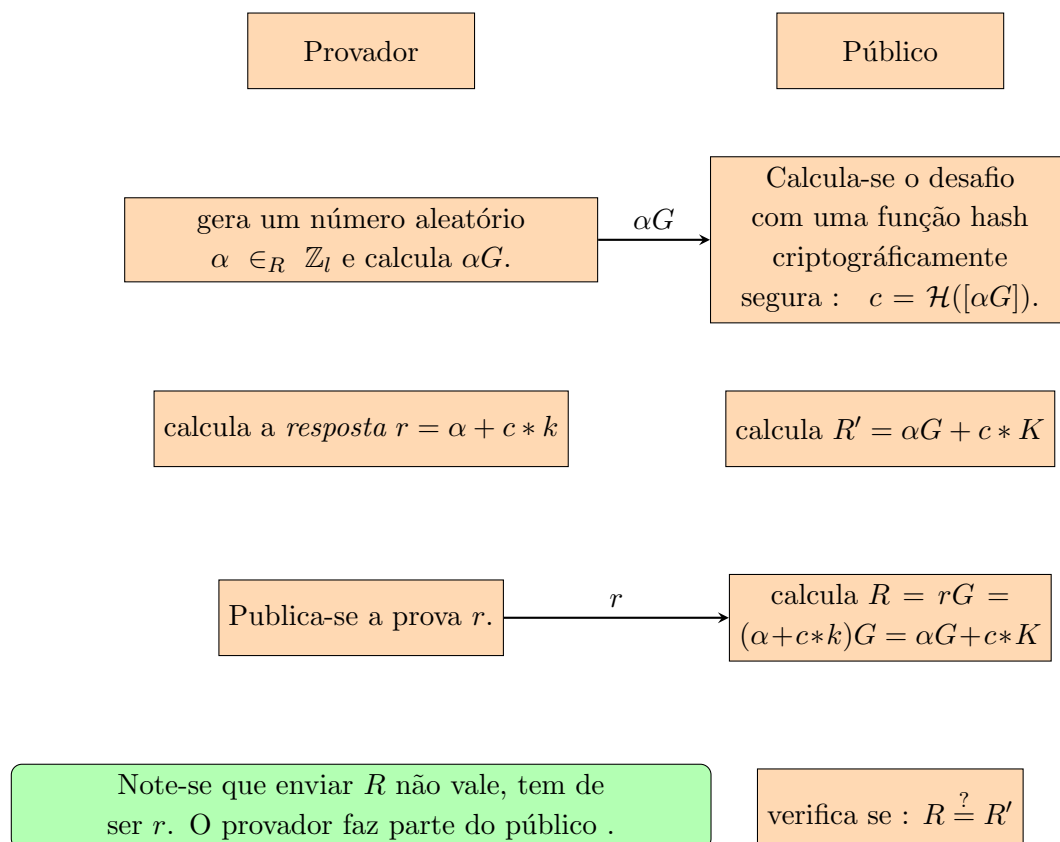 Provador
Público
gera um número aleatório
α ∈_R ℤ_l e calcula αG.
αG
Calcula-se o desafio
com uma função hash
criptográficamente
segura : c = ℋ([αG]).
calcula a resposta r = α + c ∗ k
calcula R′ = αG + c ∗ K
Publica-se a prova r.
r
calcula R = rG =
(α+c∗k)G = αG+c∗K
Note-se que enviar R não vale, tem de
ser r. O provador faz parte do público .
verifica se : R ≟ R′